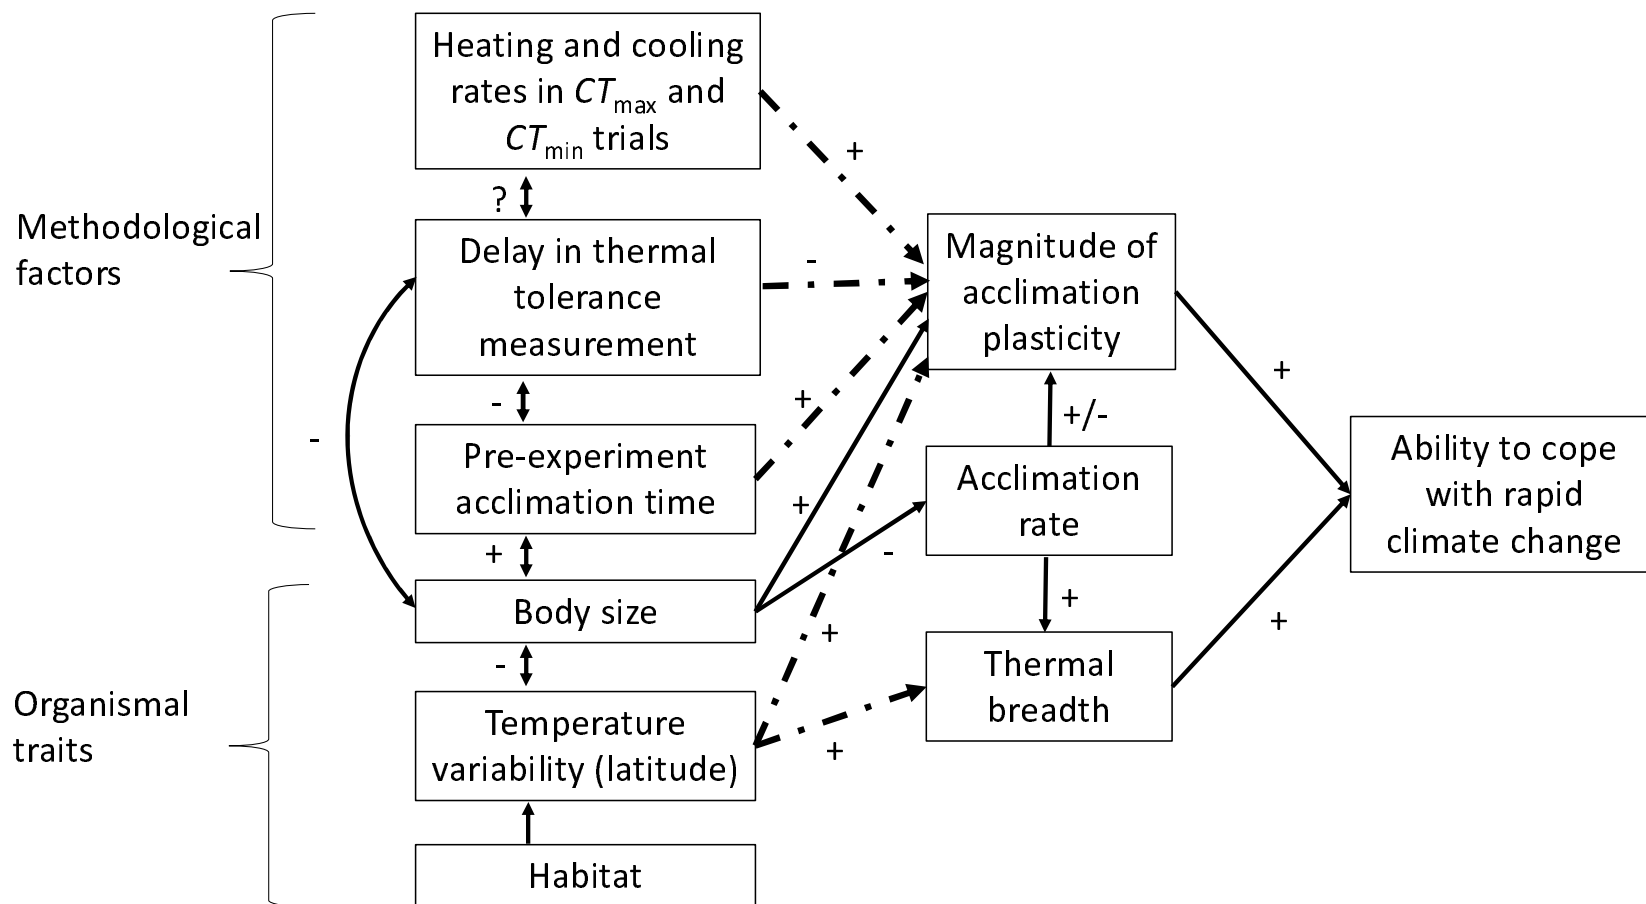 Heating and cooling
rates in CTmax and
CTmin trials
+
?
Methodological
factors
Delay in thermal
tolerance
measurement
-
Magnitude of
acclimation
plasticity
+
-
+
-
+/-
Pre-experiment
acclimation time
+
Acclimation
rate
Ability to cope
with rapid
climate change
+
-
+
Body size
+
+
-
Thermal
breadth
Organismal
traits
Temperature
variability (latitude)
+
Habitat